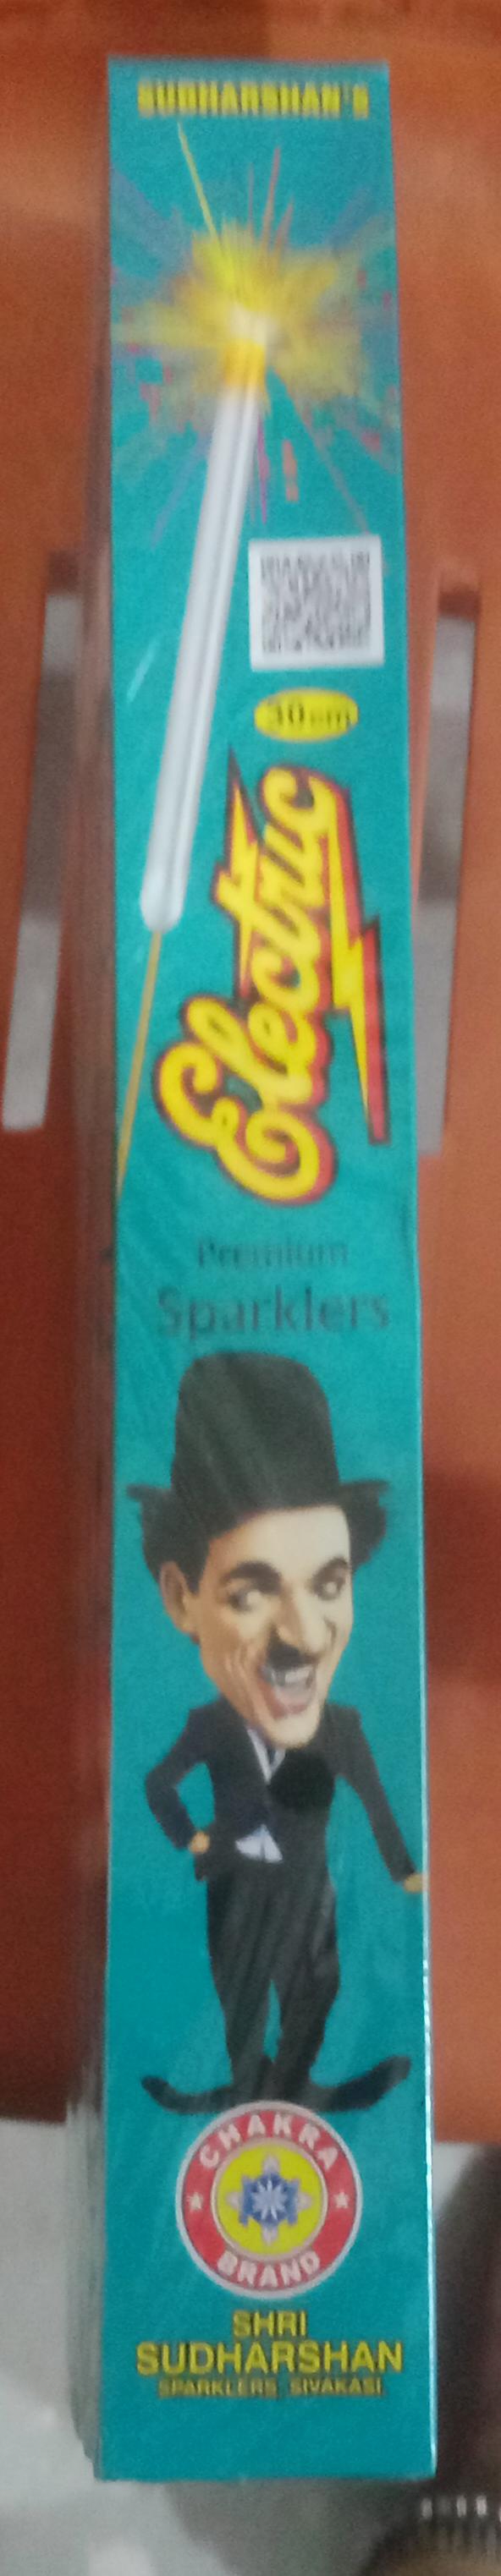 SUDHARSHAN'S
30cm
Electric
Premium
Sparklers
CHAKRA
BRAND
SHRI
SUDHARSHAN
SPARKLERS, SIVAKASI.